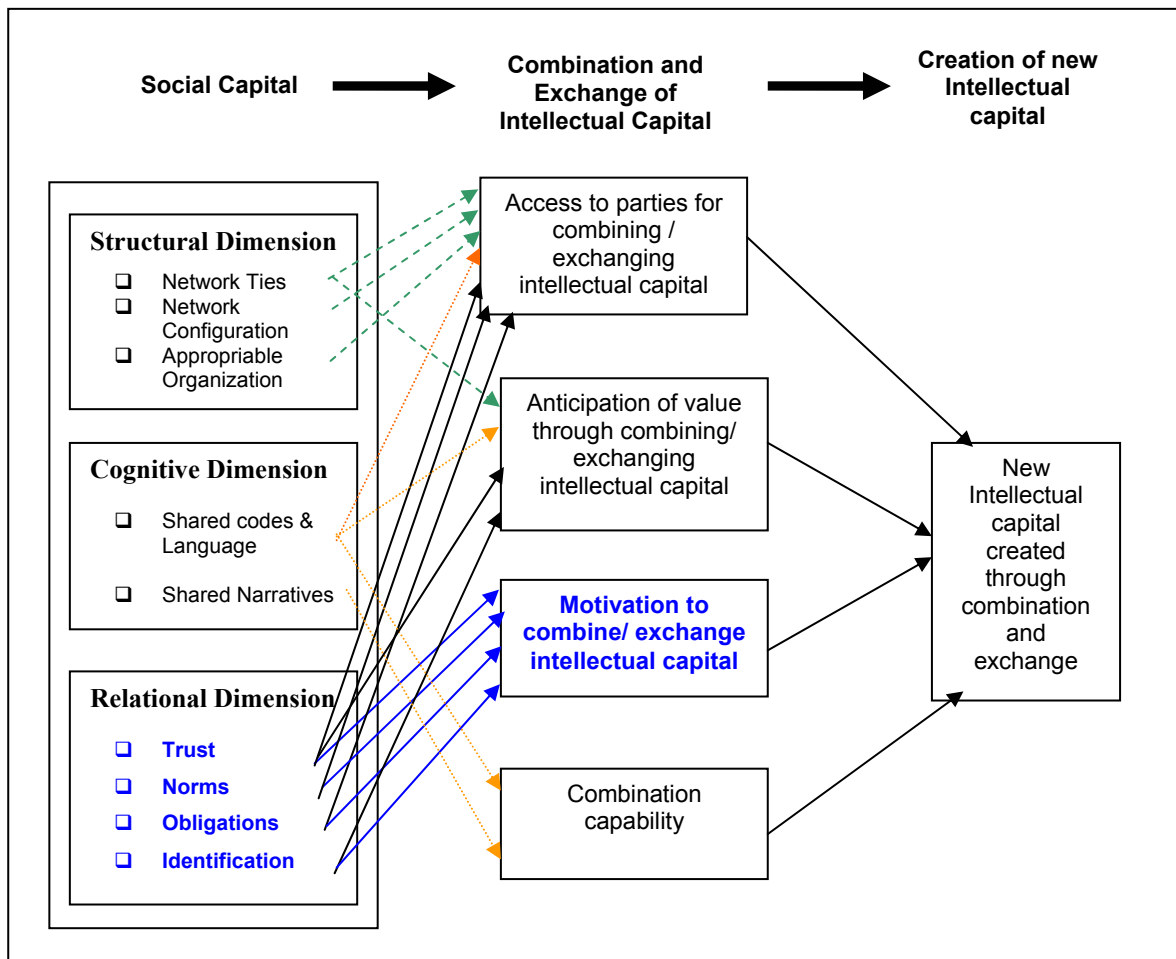 Social Capital
Combination and
Exchange of
Intellectual Capital
Creation of new
Intellectual
capital
Structural Dimension
Network Ties
Network
Configuration
Appropriable
Organization
Cognitive Dimension
Shared codes &
Language
Shared Narratives
Relational Dimension
Trust
Norms
Obligations
Identification
Access to parties for
combining /
exchanging
intellectual capital
Anticipation of value
through combining/
exchanging
intellectual capital
Motivation to
combine/ exchange
intellectual capital
Combination
capability
New
Intellectual
capital
created
through
combination
and
exchange